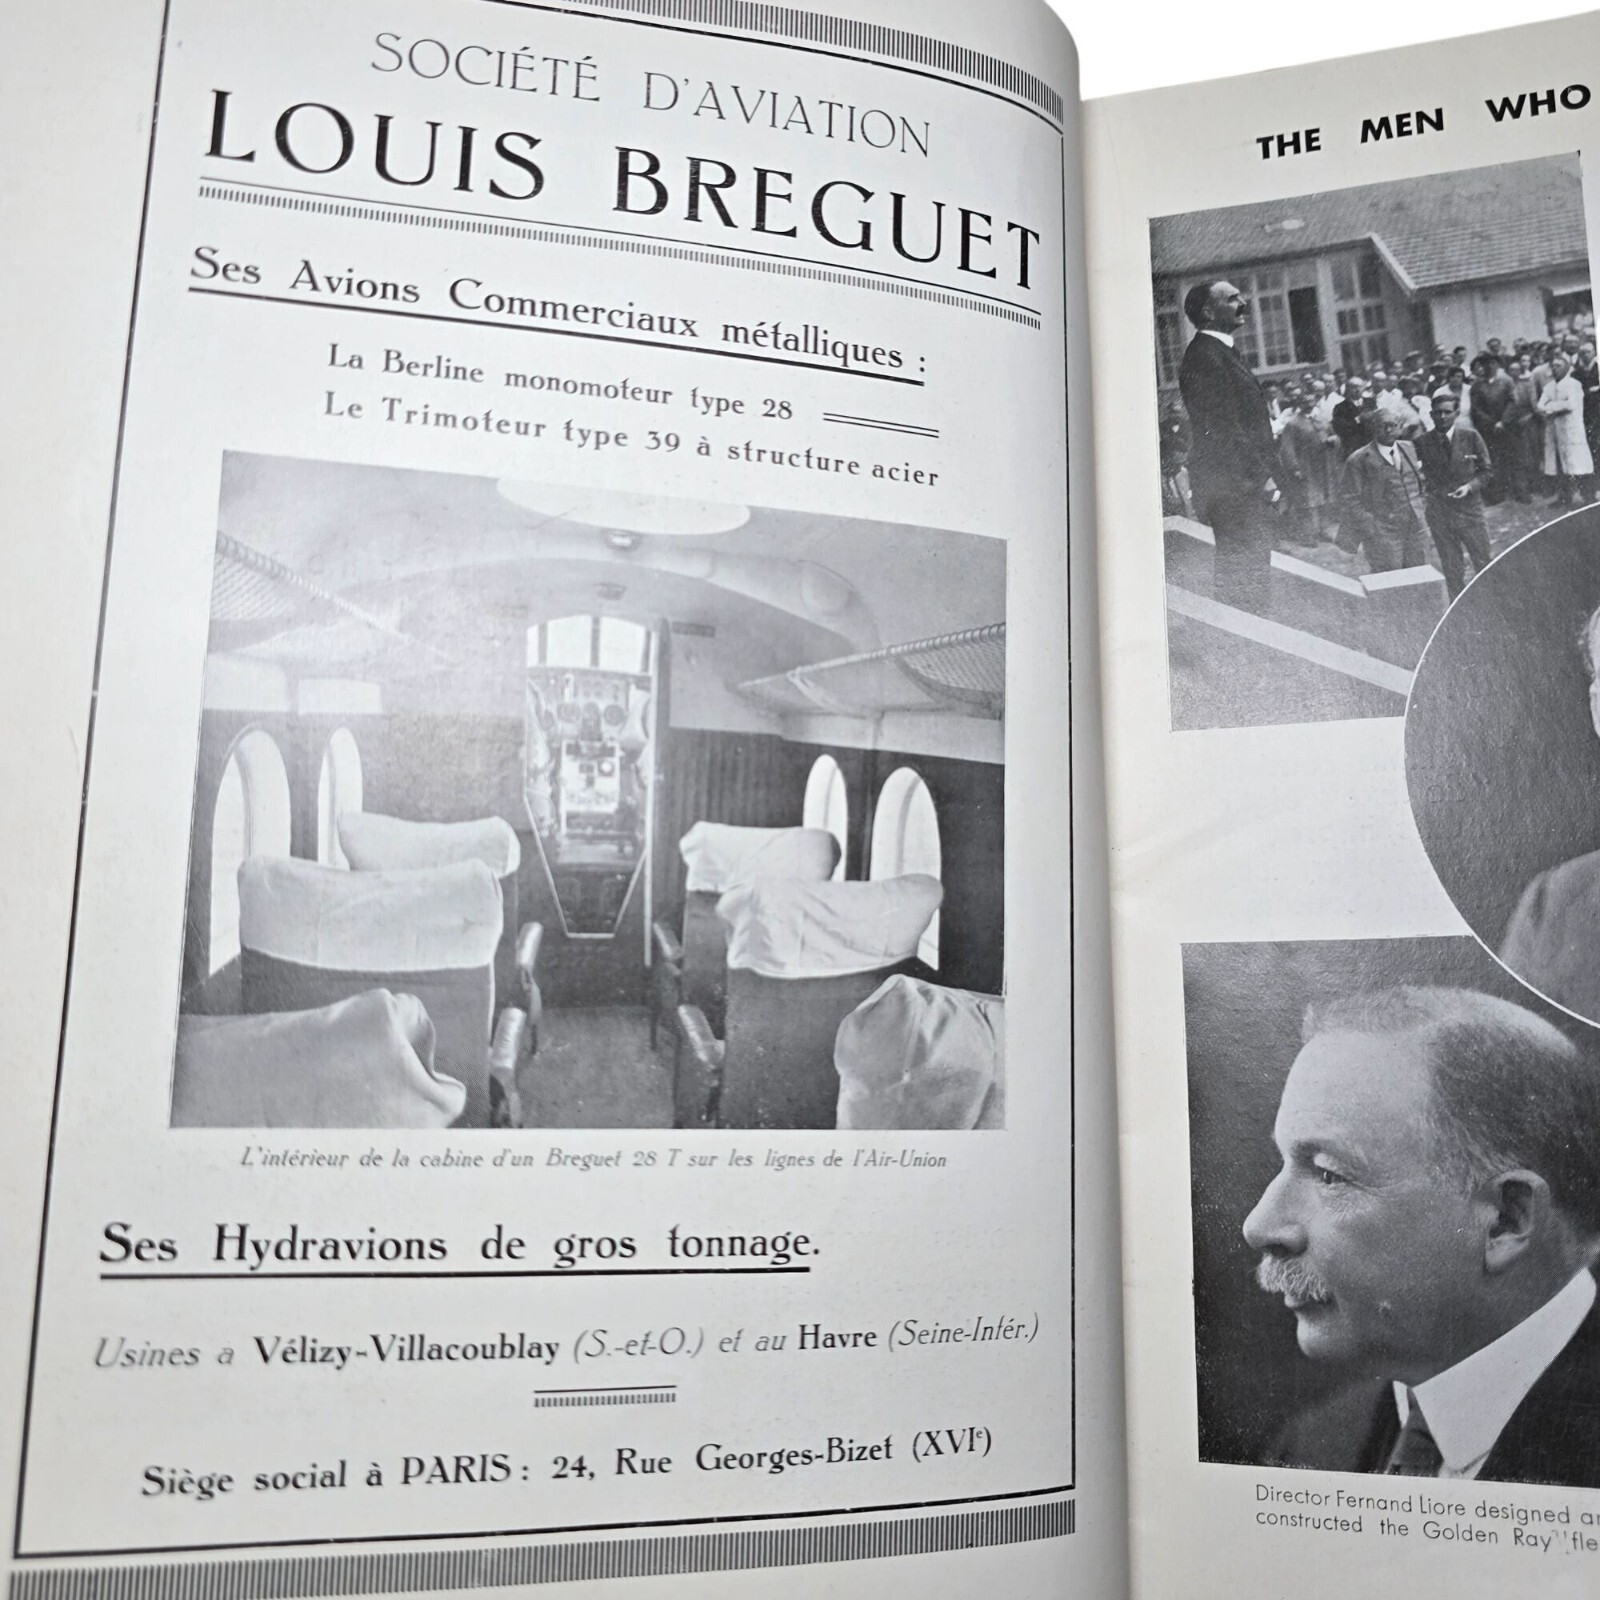 SOCIÉTÉ D'AVIATION
LOUIS BREGUET
Ses Avions Commerciaux métalliques :
La Berline monomoteur type 28
Le Trimoteur type 39 à structure acier
L'intérieur de la cabine d'un Breguet 28 T sur les lignes de l'Air-Union
Ses Hydravions de gros tonnage.
Usines a Vélizy-Villacoublay (S.-et-O.) et au Havre (Seine-Infér.)
Siège social à PARIS : 24, Rue Georges-Bizet (XVIe)
THE MEN WHO
Director Fernand Liore designed
constructed the Golden Ray